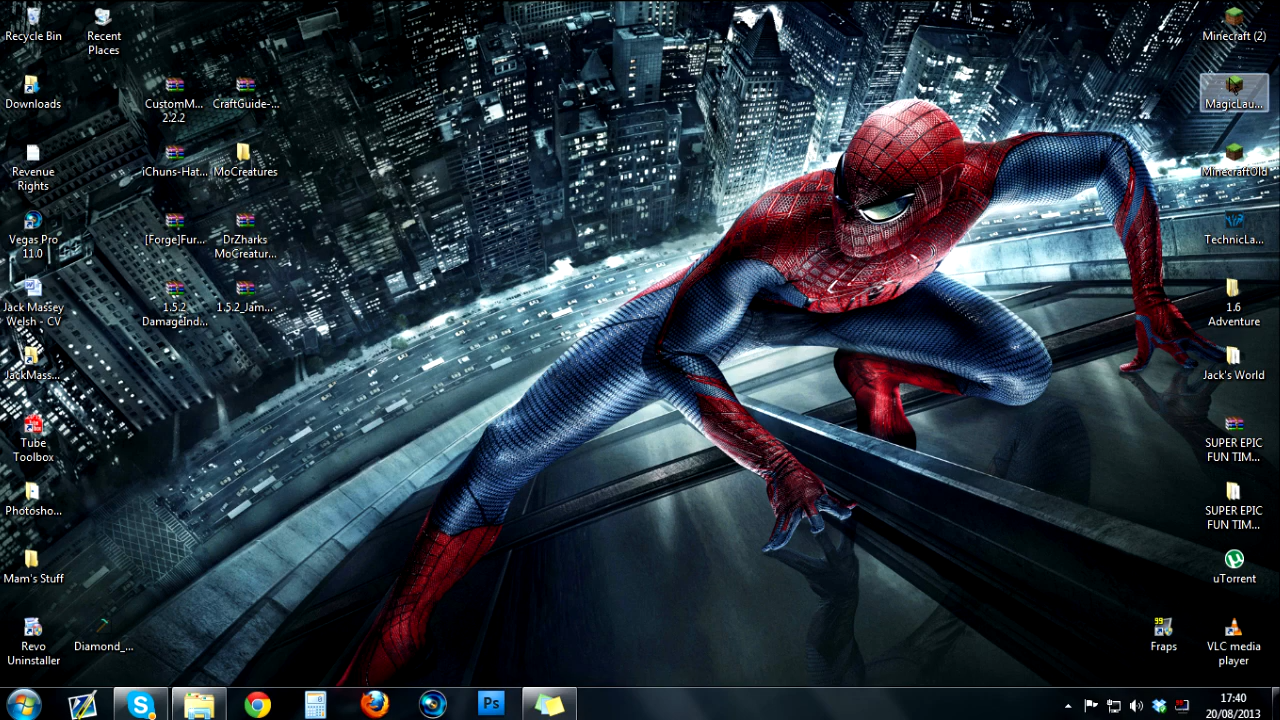 Recycle Bin
Recent
Places
Downloads
CustomM...
2.2.2
CraftGuide-...
Revenue
Rights
iChuns-Hat...
MoCreatures
Vegas Pro
11.0
[Forge]Fur...
DrZharks
MoCreatur...
Jack Massey
Welsh - CV
1.5.2
DamageInd...
1.5.2_Jam...
JackMass...
Tube
Toolbox
Photosho...
Mam's Stuff
Revo
Uninstaller
Diamond_...
Minecraft (2)
MagicLau...
MinecraftOld
TechnicLa...
1.6
Adventure
Jack's World
SUPER EPIC
FUN TIM...
SUPER EPIC
FUN TIM...
uTorrent
99
Fraps
VLC media
player
S
Ps
17:40
20/08/2013